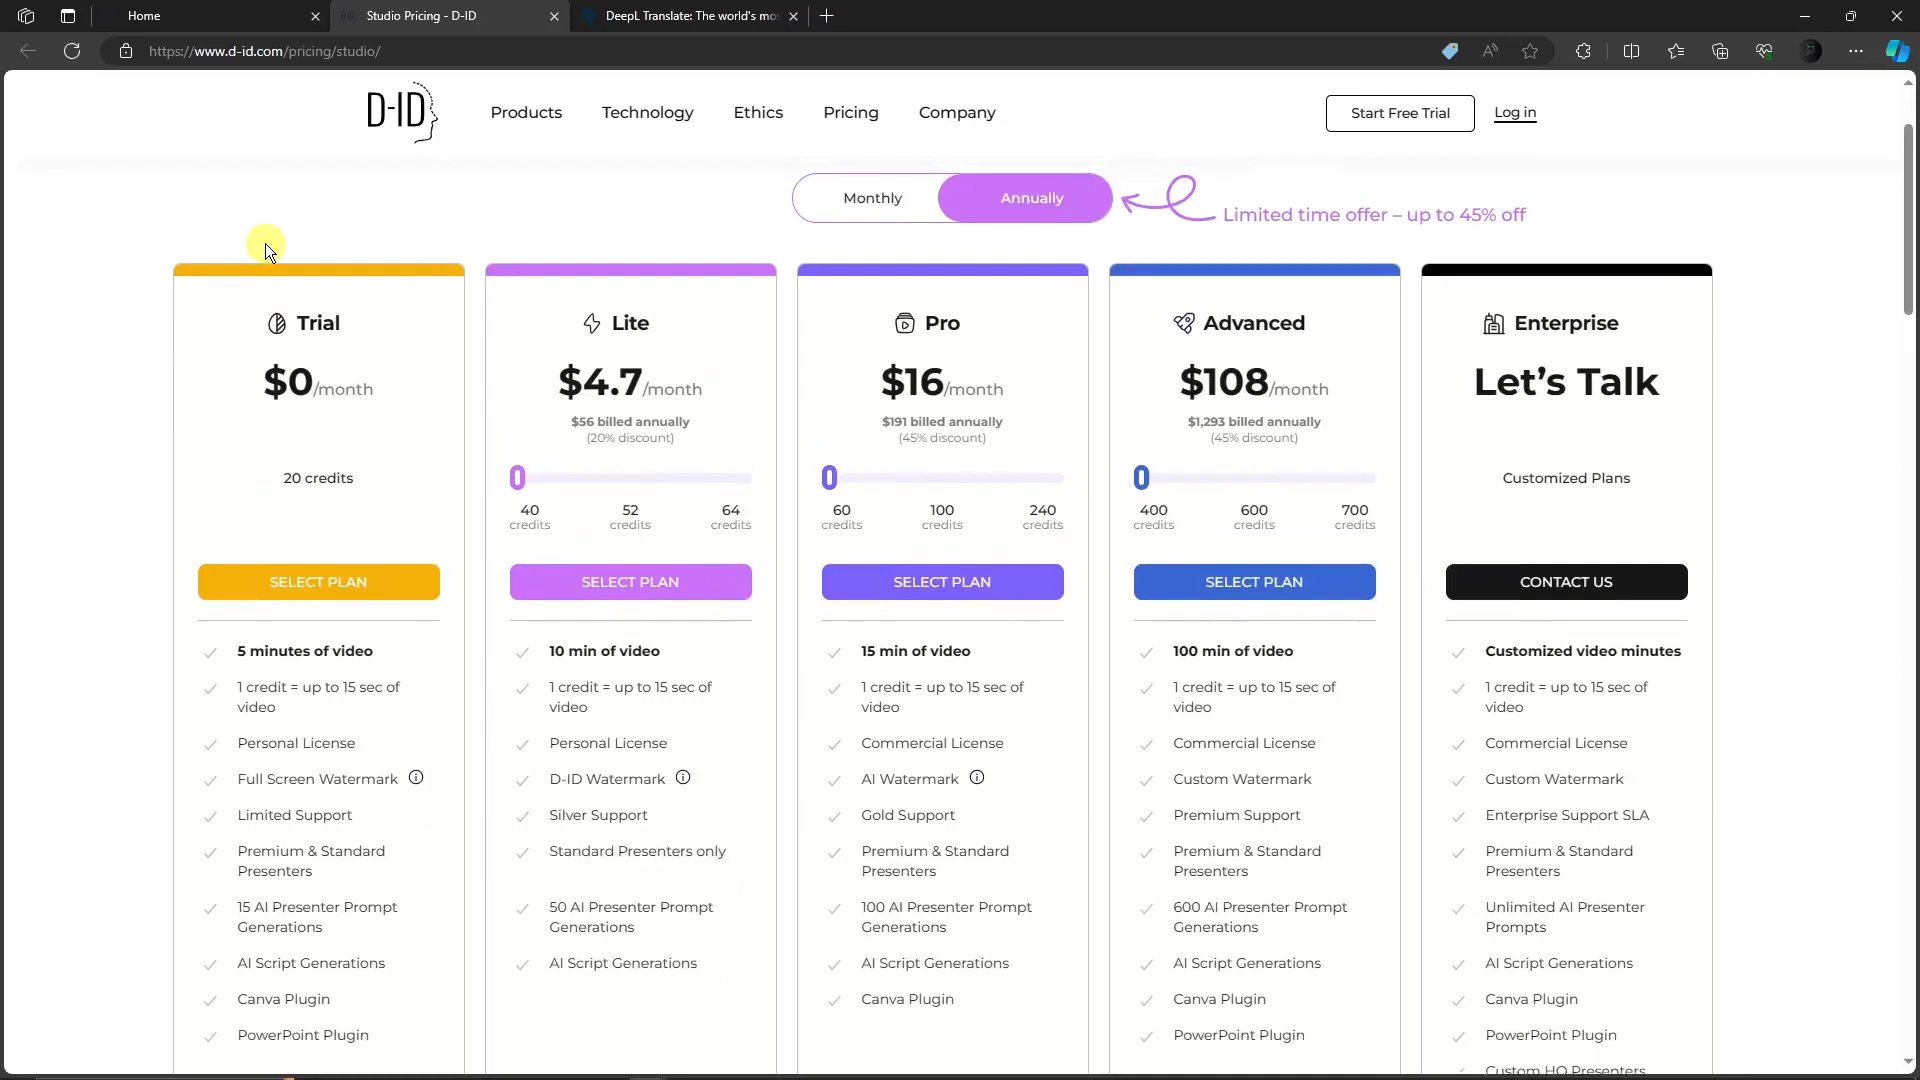 Home
Studio Pricing - D-ID
DeepL Translate: The world's mo
https://www.d-id.com/pricing/studio/
D-ID
Products
Technology
Ethics
Pricing
Company
Start Free Trial
Log in
Monthly
Annually
Limited time offer – up to 45% off
Trial
$0/month
20 credits
SELECT PLAN
5 minutes of video
1 credit = up to 15 sec of
video
Personal License
Full Screen Watermark
Limited Support
Premium & Standard
Presenters
15 AI Presenter Prompt
Generations
AI Script Generations
Canva Plugin
PowerPoint Plugin
Lite
$4.7/month
$56 billed annually
(20% discount)
40 52 64
credits credits credits
SELECT PLAN
10 min of video
1 credit = up to 15 sec of
video
Personal License
D-ID Watermark
Silver Support
Standard Presenters only
50 AI Presenter Prompt
Generations
AI Script Generations
Pro
$16/month
$191 billed annually
(45% discount)
60 100 240
credits credits credits
SELECT PLAN
15 min of video
1 credit = up to 15 sec of
video
Commercial License
AI Watermark
Gold Support
Premium & Standard
Presenters
100 AI Presenter Prompt
Generations
AI Script Generations
Canva Plugin
Advanced
$108/month
$1,293 billed annually
(45% discount)
400 600 700
credits credits credits
SELECT PLAN
100 min of video
1 credit = up to 15 sec of
video
Commercial License
Custom Watermark
Premium Support
Premium & Standard
Presenters
600 AI Presenter Prompt
Generations
AI Script Generations
Canva Plugin
PowerPoint Plugin
Enterprise
Let's Talk
Customized Plans
CONTACT US
Customized video minutes
1 credit = up to 15 sec of
video
Commercial License
Custom Watermark
Enterprise Support SLA
Premium & Standard
Presenters
Unlimited AI Presenter
Prompts
AI Script Generations
Canva Plugin
PowerPoint Plugin
Custom HQ Presenters